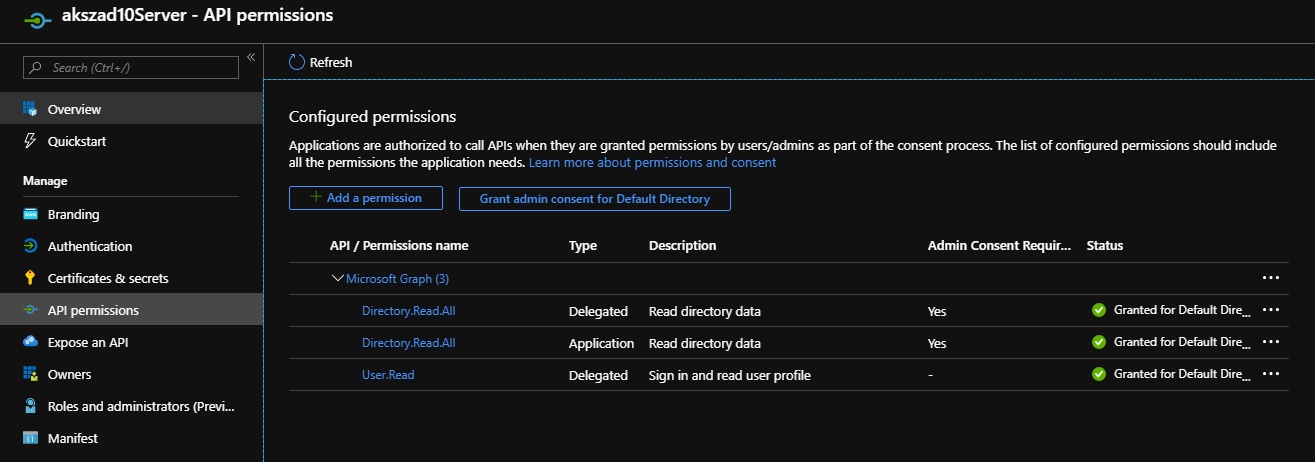 akszad10Server - API permissions
Search (Ctrl+/)
«
Overview
Quickstart
Manage
Branding
Authentication
Certificates & secrets
API permissions
Expose an API
Owners
Roles and administrators (Previ...
Manifest
Refresh
Configured permissions
Applications are authorized to call APIs when they are granted permissions by users/admins as part of the consent process. The list of configured permissions should include
all the permissions the application needs. Learn more about permissions and consent
+ Add a permission Grant admin consent for Default Directory
API / Permissions name Type Description Admin Consent Requir... Status
Microsoft Graph (3) ...
Directory.Read.All Delegated Read directory data Yes Granted for Default Dire... ...
Directory.Read.All Application Read directory data Yes Granted for Default Dire... ...
User.Read Delegated Sign in and read user profile - Granted for Default Dire... ...